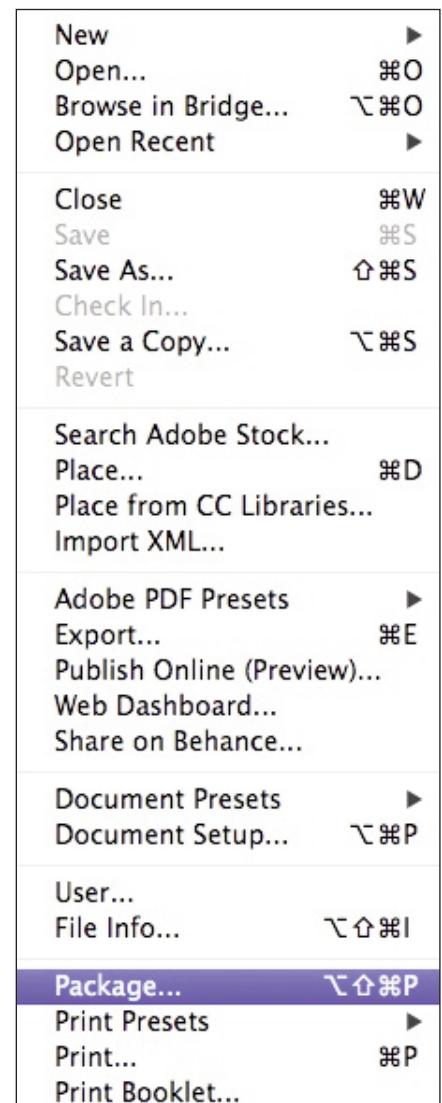 New ▶
Open... ⌘O
Browse in Bridge... ⌥⌘O
Open Recent ▶
Close ⌘W
Save ⌘S
Save As... ⇧⌘S
Check In...
Save a Copy... ⌥⌘S
Revert
Search Adobe Stock...
Place... ⌘D
Place from CC Libraries...
Import XML...
Adobe PDF Presets ▶
Export... ⌘E
Publish Online (Preview)...
Web Dashboard...
Share on Behance...
Document Presets ▶
Document Setup... ⌥⌘P
User...
File Info... ⌥⇧⌘I
Package... ⌥⇧⌘P
Print Presets ▶
Print... ⌘P
Print Booklet...